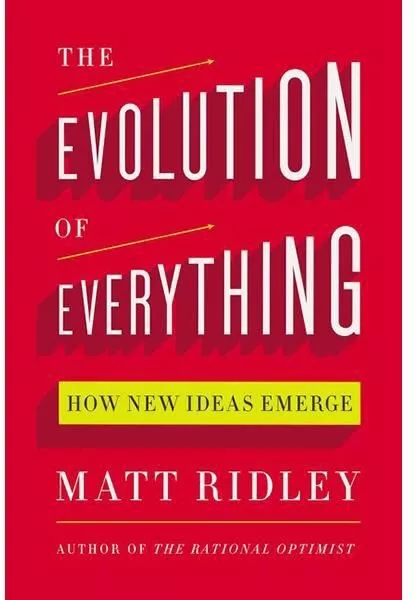 THE
EVOLUTION
OF
EVERYTHING
HOW NEW IDEAS EMERGE
MATT RIDLEY
AUTHOR OF THE RATIONAL OPTIMIST